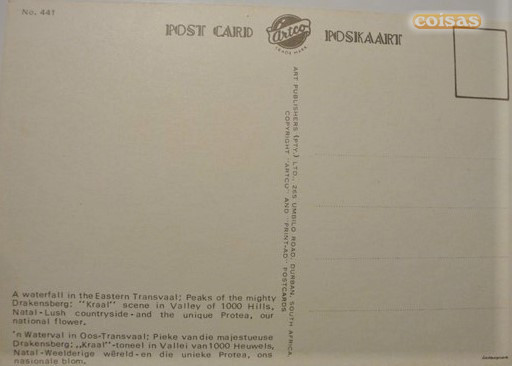 No. 441
coisas
POST CARD
Artco
TRADE MARK
POSKAART
ART PUBLISHERS (PTY.) LTD., 265 UMBILO ROAD, DURBAN, SOUTH AFRICA
COPYRIGHT "ARTCO" AND "PRINT-AD" POSTCARDS
A waterfall in the Eastern Transvaal; Peaks of the mighty
Drakensberg; "Kraal" scene in Valley of 1000 Hills,
Natal-Lush countryside-and the unique Protea, our
national flower.
'n Waterval in Oos-Transvaal; Pieke van die majestueuse
Drakensberg; „Kraal"-toneel in Vallei van 1000 Heuwels,
Natal-Weelderige wêreld-en die unieke Protea, ons
nasionale blom.